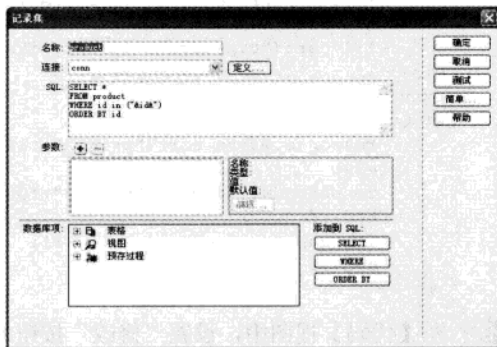 记录集
名称:
连接: conn 定义...
SQL: SELECT *
FROM product
WHERE id in ("&id&")
ORDER BY id
参数:
名称:
类型:
值:
默认值:
编辑...
数据库项:
表格
视图
预存过程
添加到 SQL:
SELECT
WHERE
ORDER BY
确定
取消
测试
简单...
帮助